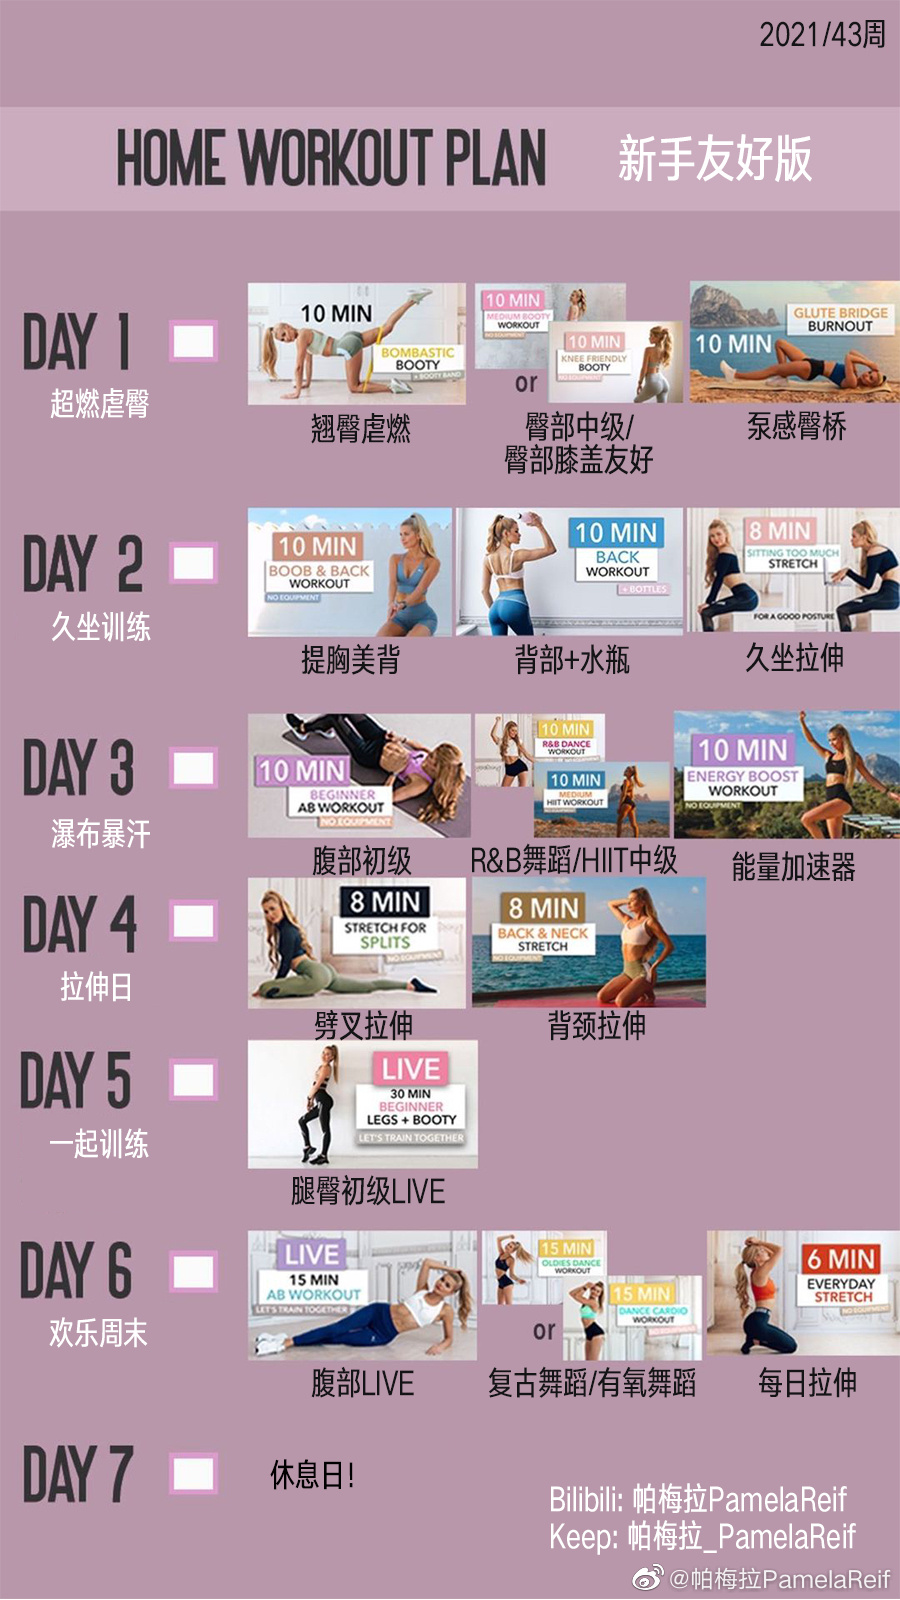 2021/43周
HOME WORKOUT PLAN 新手友好版
DAY 1
超燃虐臀
10 MIN
BOMBASTIC
BOOTY
+ BOOTY BAND
翘臀虐燃
10 MIN
MEDIUM BOOTY
WORKOUT
NO EQUIPMENT
or
10 MIN
KNEE FRIENDLY
BOOTY
NO EQUIPMENT
臀部中级/
臀部膝盖友好
GLUTE BRIDGE
BURNOUT
10 MIN
泵感臀桥
DAY 2
久坐训练
10 MIN
BOOB & BACK
WORKOUT
NO EQUIPMENT
提胸美背
10 MIN
BACK
WORKOUT
+ BOTTLES
背部+水瓶
8 MIN
SITTING TOO MUCH
STRETCH
FOR A GOOD POSTURE
久坐拉伸
DAY 3
瀑布暴汗
10 MIN
BEGINNER
AB WORKOUT
NO EQUIPMENT
腹部初级
10 MIN
R&B DANCE
WORKOUT
NO EQUIPMENT
10 MIN
MEDIUM
HIIT WORKOUT
NO EQUIPMENT
R&B舞蹈/HIIT中级
10 MIN
ENERGY BOOST
WORKOUT
NO EQUIPMENT
能量加速器
DAY 4
拉伸日
8 MIN
STRETCH FOR
SPLITS
NO EQUIPMENT
劈叉拉伸
8 MIN
BACK & NECK
STRETCH
NO EQUIPMENT
背颈拉伸
DAY 5
一起训练
LIVE
30 MIN
BEGINNER
LEGS + BOOTY
LET'S TRAIN TOGETHER
腿臀初级LIVE
DAY 6
欢乐周末
LIVE
15 MIN
AB WORKOUT
LET'S TRAIN TOGETHER
腹部LIVE
15 MIN
OLDIES DANCE
WORKOUT
or
15 MIN
DANCE CARDIO
WORKOUT
复古舞蹈/有氧舞蹈
6 MIN
EVERYDAY
STRETCH
NO EQUIPMENT
每日拉伸
DAY 7
休息日!
Bilibili: 帕梅拉PamelaReif
Keep: 帕梅拉_PamelaReif
@帕梅拉PamelaReif